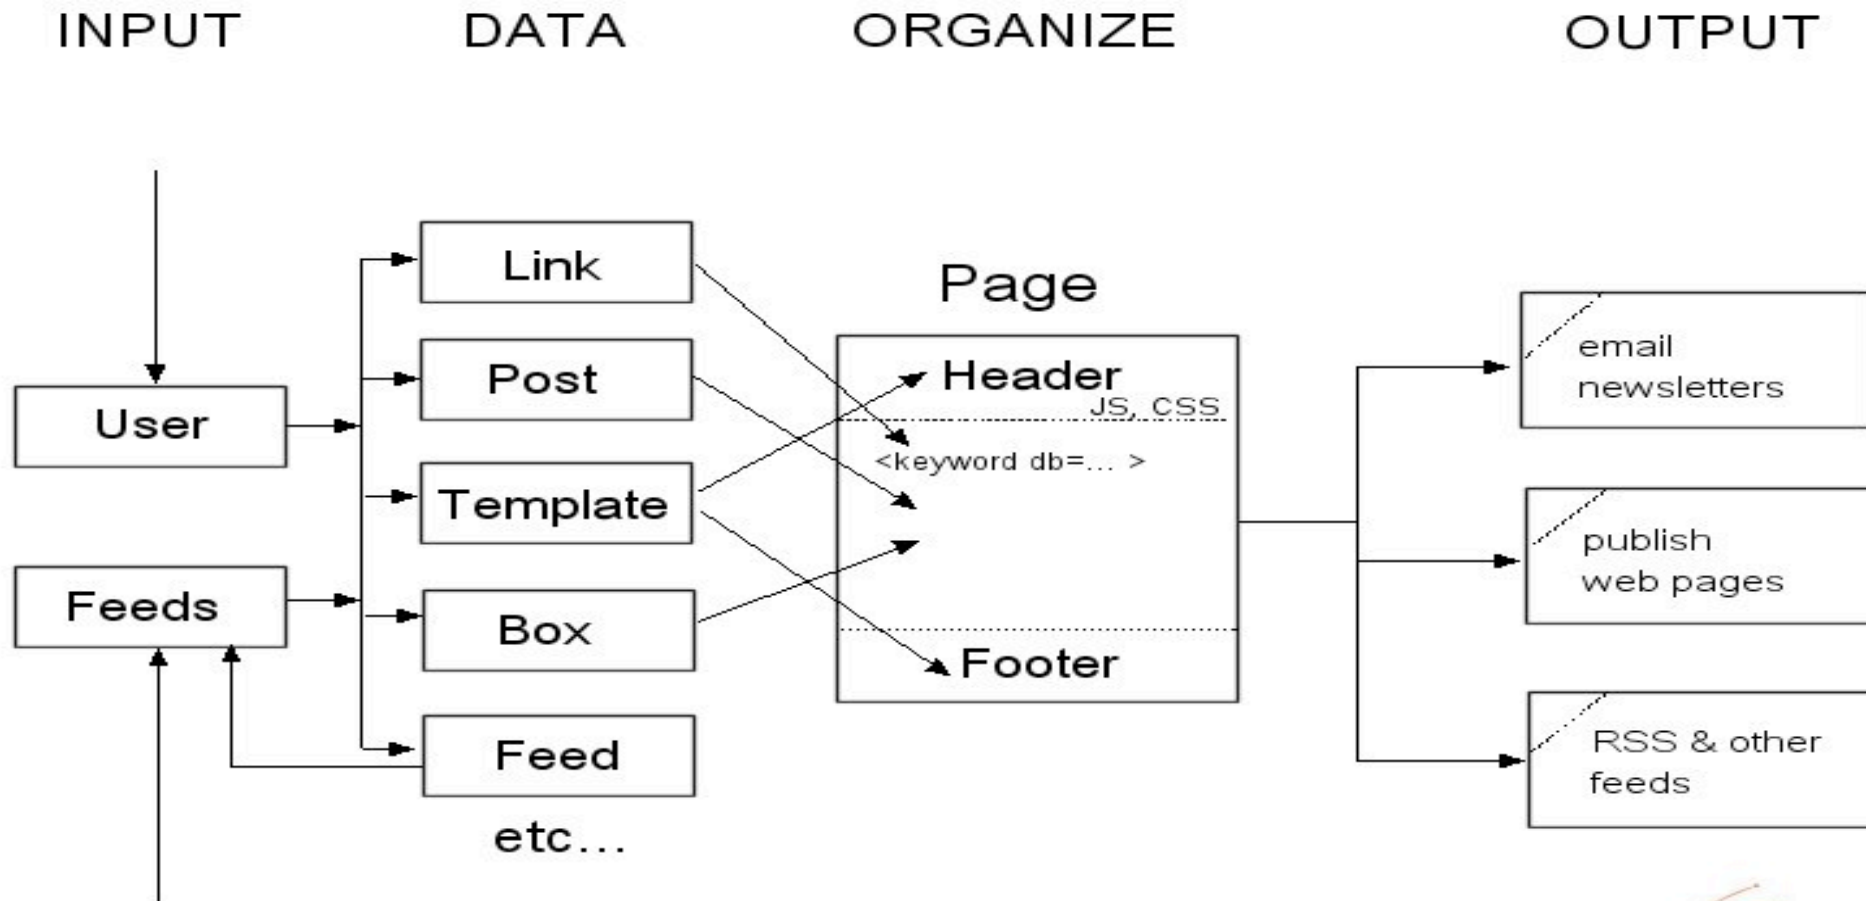 INPUT
DATA
ORGANIZE
OUTPUT
User
Feeds
Link
Post
Template
Box
Feed
etc...
Page
Header
JS, CSS
<keyword db=... >
Footer
email
newsletters
publish
web pages
RSS & other
feeds